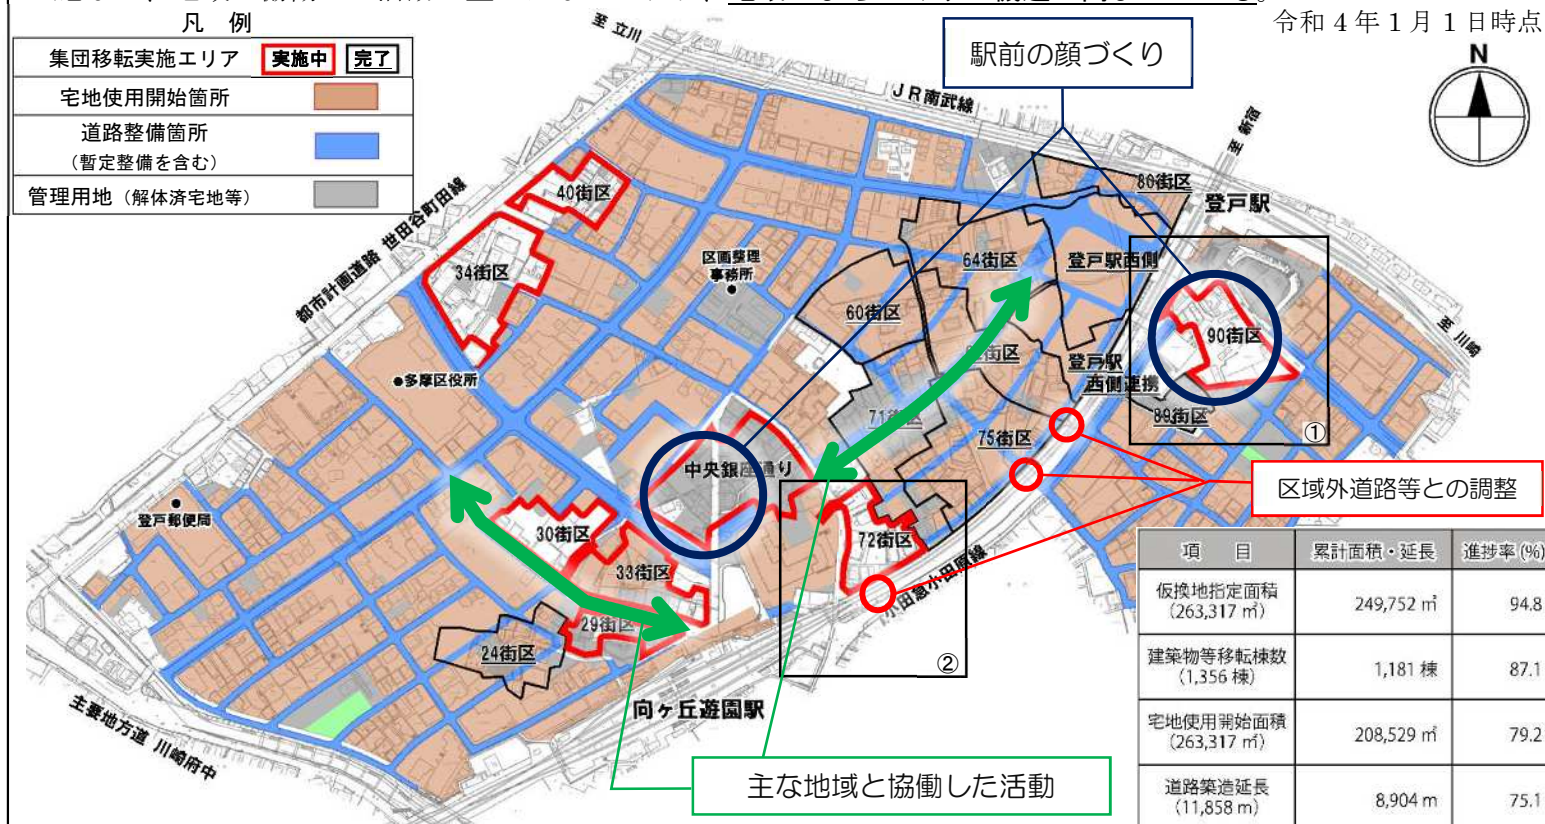 令和４年１月１日時点
凡　例
集団移転実施エリア　実施中　完了
宅地使用開始箇所
道路整備箇所
（暫定整備を含む）
管理用地（解体済宅地等）
駅前の顔づくり
N
至 立川
JR南武線
至 新宿
80街区
登戸駅
40街区
都市計画道路 世田谷町田線
34街区
区画整理
事務所
64街区
登戸駅西側
60街区
90街区
至 川崎
街区
登戸駅
西側連携
●多摩区役所
71街区
89街区
①
75街区
中央銀座通り
区域外道路等との調整
登戸郵便局
30街区
72街区
33街区
小田急小田原線
29街区
24街区
②
向ヶ丘遊園駅
主要地方道 川崎府中
主な地域と協働した活動
項　目　累計面積・延長　進捗率(%)
仮換地指定面積
（263,317 ㎡）　249,752 ㎡　94.8
建築物等移転棟数
（1,356 棟）　1,181 棟　87.1
宅地使用開始面積
（263,317 ㎡）　208,529 ㎡　79.2
道路築造延長
（11,858 m）　8,904 m　75.1